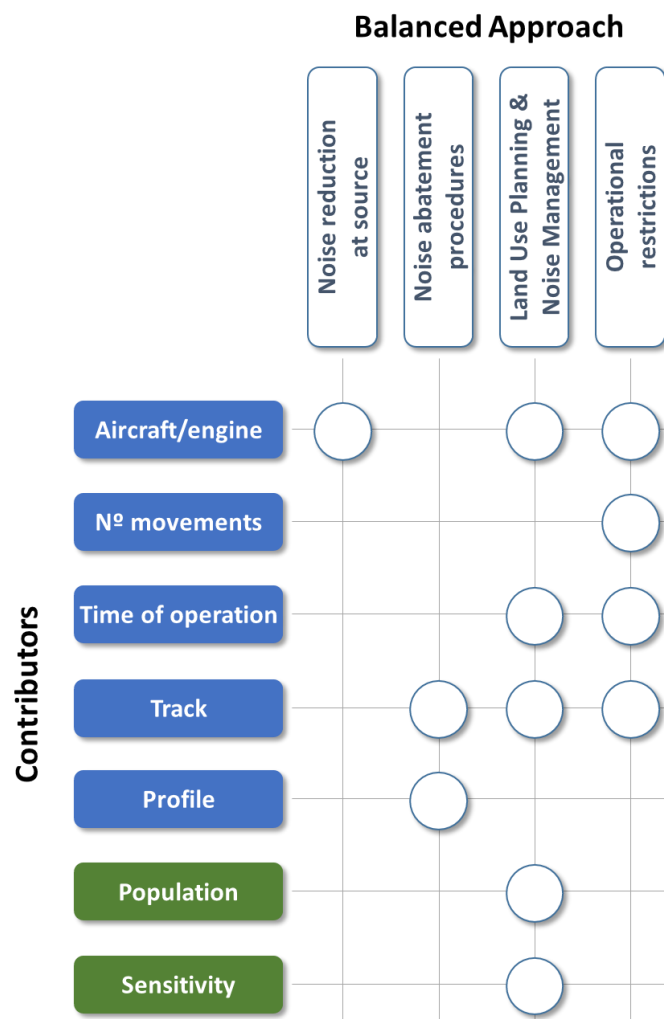 Balanced Approach
Noise reduction
at source
Noise abatement
procedures
Land Use Planning &
Noise Management
Operational
restrictions
Contributors
Aircraft/engine
Nº movements
Time of operation
Track
Profile
Population
Sensitivity